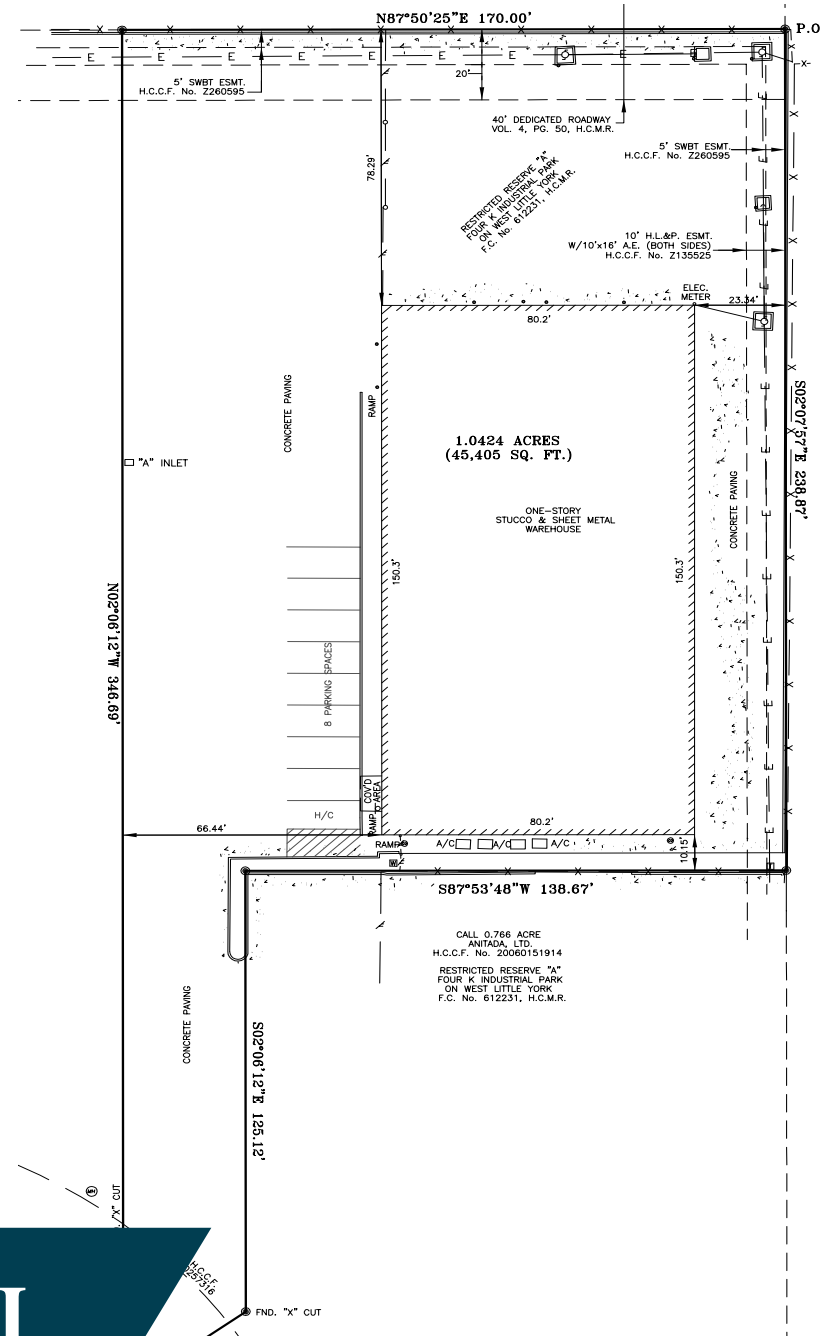 N87°50'25"E 170.00'
P.O
E E E E E E E
5' SWBT ESMT.
H.C.C.F. No. Z260595
20'
40' DEDICATED ROADWAY
VOL. 4, PG. 50, H.C.M.R.
5' SWBT ESMT.
H.C.C.F. No. Z260595
78.29'
RESTRICTED RESERVE "A"
FOUR K INDUSTRIAL PARK
ON WEST LITTLE YORK
F.C. No. 612231, H.C.M.R.
10' H.L.&P. ESMT.
W/10'x16' A.E. (BOTH SIDES)
H.C.C.F. No. Z135525
ELEC.
METER
23.34'
80.2'
CONCRETE PAVING
RAMP
S02°07'57"E 238.87'
1.0424 ACRES
(45,405 SQ. FT.)
"A" INLET
CONCRETE PAVING
ONE-STORY
STUCCO & SHEET METAL
WAREHOUSE
150.3'
150.3'
N02°06'12"W 346.69'
8 PARKING SPACES
COV'D
AREA
RAMP
H/C
66.44'
80.2'
RAMP
A/C
A/C
A/C
10.15'
W
S87°53'48"W 138.67'
CALL 0.766 ACRE
ANITADA, LTD.
H.C.C.F. No. 20060151914
RESTRICTED RESERVE "A"
FOUR K INDUSTRIAL PARK
ON WEST LITTLE YORK
F.C. No. 612231, H.C.M.R.
CONCRETE PAVING
S02°06'12"E 125.12'
MH
"X" CUT
H.C.C.F.
FND. "X" CUT